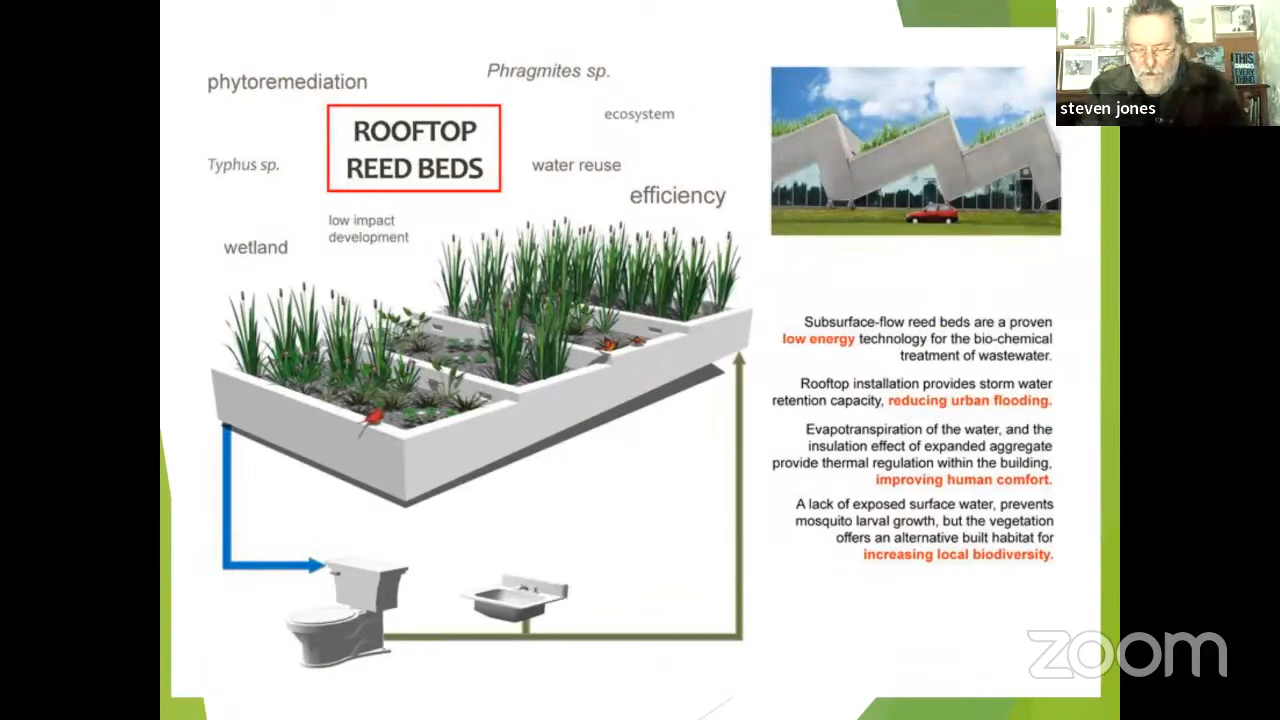 phytoremediation
Phragmites sp.
ecosystem
ROOFTOP
REED BEDS
Typhus sp.
water reuse
efficiency
low impact
development
wetland
Subsurface-flow reed beds are a proven
low energy technology for the bio-chemical
treatment of wastewater.
Rooftop installation provides storm water
retention capacity, reducing urban flooding.
Evapotranspiration of the water, and the
insulation effect of expanded aggregate
provide thermal regulation within the building,
improving human comfort.
A lack of exposed surface water, prevents
mosquito larval growth, but the vegetation
offers an alternative built habitat for
increasing local biodiversity.
THIS
CHANGES
EVERY
THING
steven jones
zoom